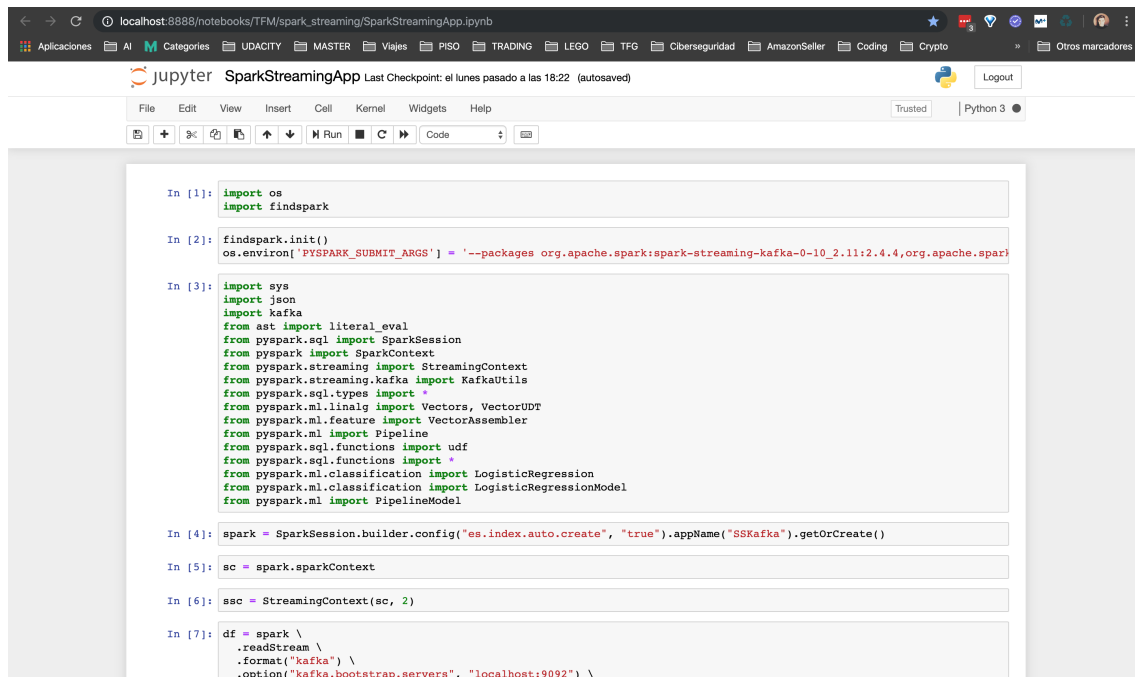 localhost:8888/notebooks/TFM/spark_streaming/SparkStreamingApp.ipynb
3
M+
Aplicaciones AI M Categories UDACITY MASTER Viajes PISO TRADING LEGO TFG Ciberseguridad AmazonSeller Coding Crypto » Otros marcadores
jupyter SparkStreamingApp Last Checkpoint: el lunes pasado a las 18:22 (autosaved) Logout
File Edit View Insert Cell Kernel Widgets Help Trusted Python 3
Run Code
In [1]: import os
import findspark
In [2]: findspark.init()
os.environ['PYSPARK_SUBMIT_ARGS'] = '--packages org.apache.spark:spark-streaming-kafka-0-10_2.11:2.4.4,org.apache.spark
In [3]: import sys
import json
import kafka
from ast import literal_eval
from pyspark.sql import SparkSession
from pyspark import SparkContext
from pyspark.streaming import StreamingContext
from pyspark.streaming.kafka import KafkaUtils
from pyspark.sql.types import *
from pyspark.ml.linalg import Vectors, VectorUDT
from pyspark.ml.feature import VectorAssembler
from pyspark.ml import Pipeline
from pyspark.sql.functions import udf
from pyspark.sql.functions import *
from pyspark.ml.classification import LogisticRegression
from pyspark.ml.classification import LogisticRegressionModel
from pyspark.ml import PipelineModel
In [4]: spark = SparkSession.builder.config("es.index.auto.create", "true").appName("SSKafka").getOrCreate()
In [5]: sc = spark.sparkContext
In [6]: ssc = StreamingContext(sc, 2)
In [7]: df = spark \
.readStream \
.format("kafka") \
.option("kafka.bootstrap.servers", "localhost:9092") \